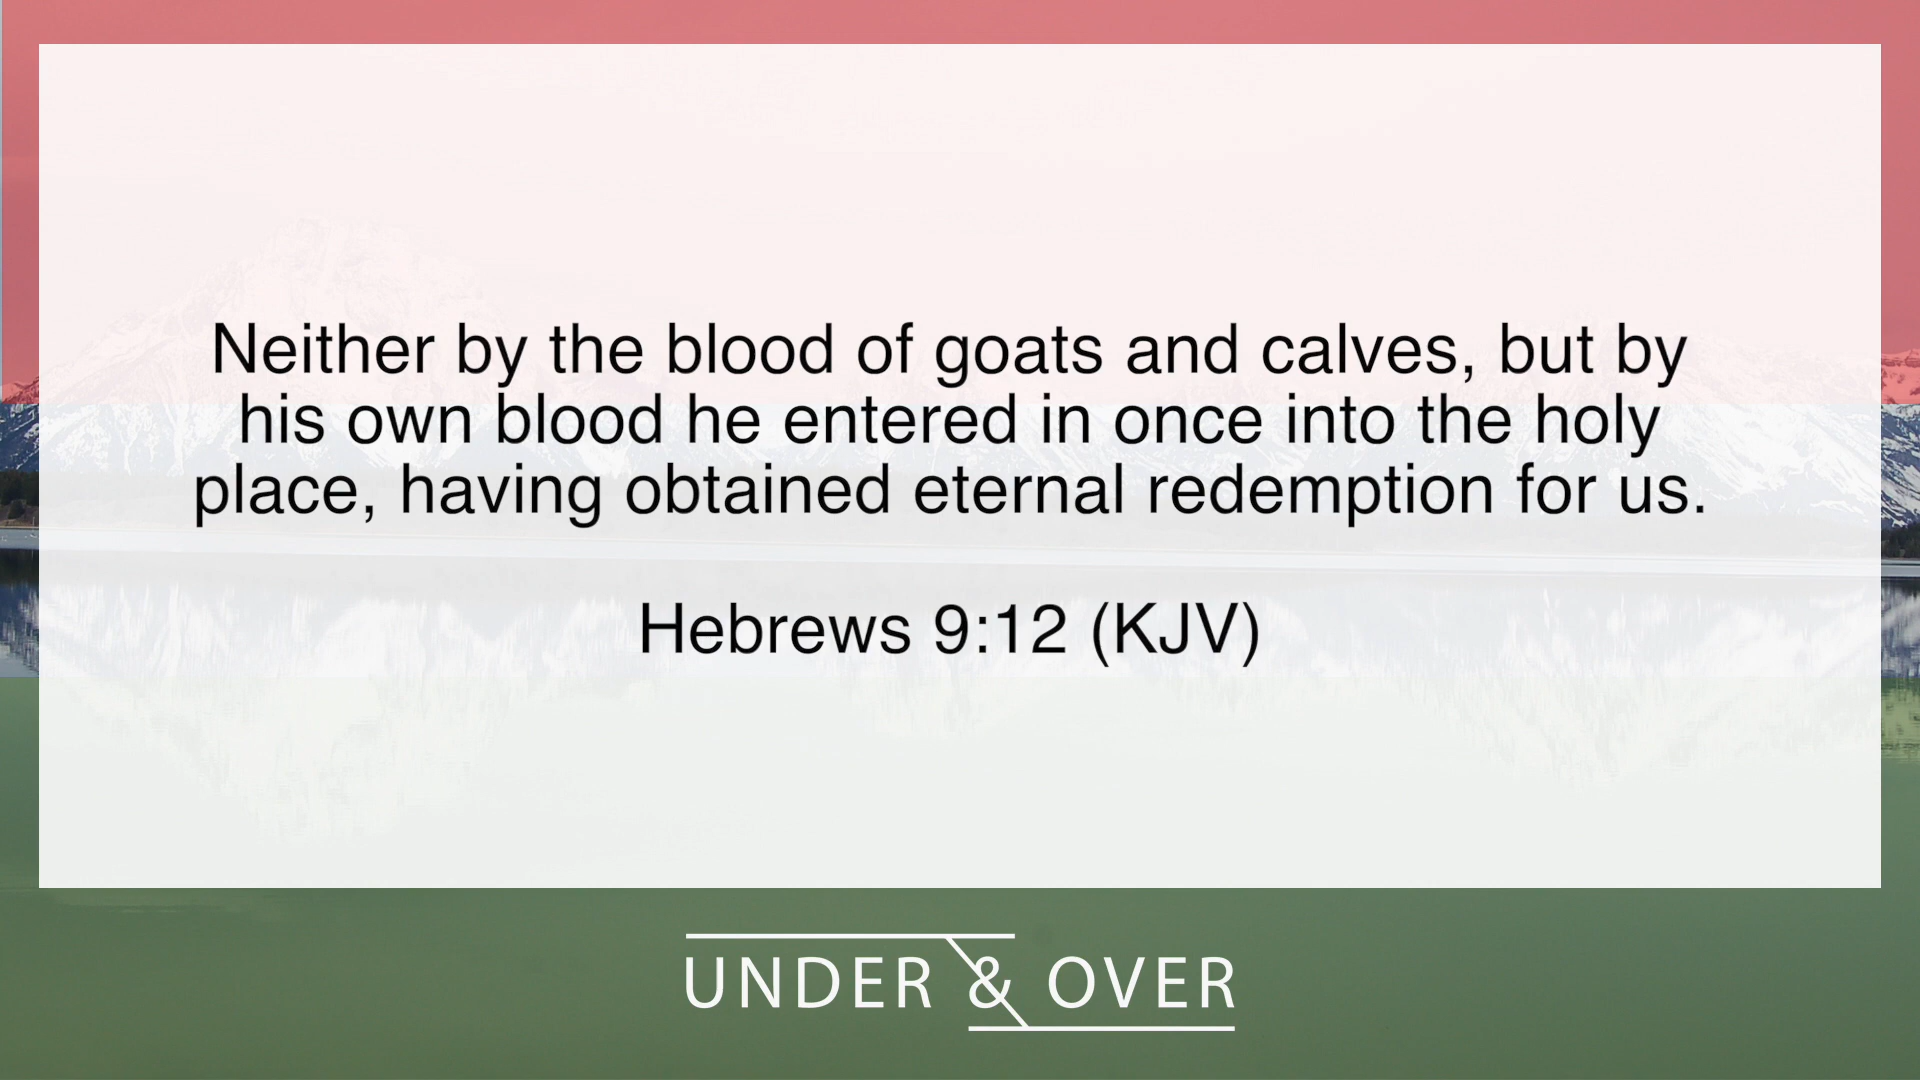 Neither by the blood of goats and calves, but by
his own blood he entered in once into the holy
place, having obtained eternal redemption for us.
Hebrews 9:12 (KJV)
UNDER & OVER